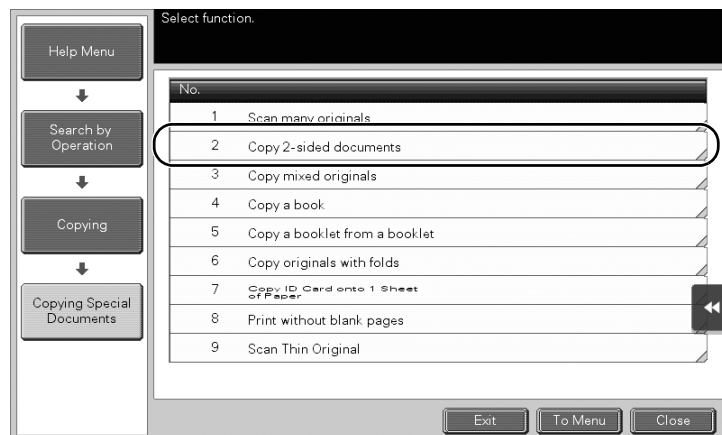 Select function.
Help Menu
Search by
Operation
Copying
Copying Special
Documents
No.
1 Scan many originals
2 Copy 2-sided documents
3 Copy mixed originals
4 Copy a book
5 Copy a booklet from a booklet
6 Copy originals with folds
7 Copy ID Card onto 1 Sheet
of Paper
8 Print without blank pages
9 Scan Thin Original
Exit To Menu Close